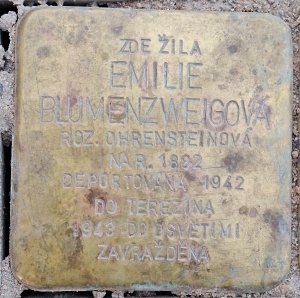 ZDE ŽILA
EMILIE
BLUMENZWEIGOVÁ
ROZ. OHRENSTEINOVÁ
NAR. 1882
DEPORTOVÁNA 1942
DO TEREZÍNA
1943 DO OSVĚTIMI
ZAVRAŽDĚNA